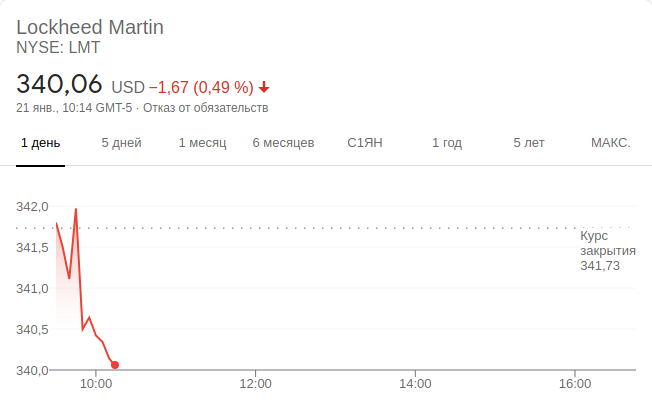 Lockheed Martin
NYSE: LMT
340,06 USD −1,67 (0,49 %)
21 янв., 10:14 GMT-5 · Отказ от обязательств
1 день 5 дней 1 месяц 6 месяцев С1ЯН 1 год 5 лет МАКС.
342,0
341,5
341,0
340,5
340,0
Курс
закрытия
341,73
10:00 12:00 14:00 16:00